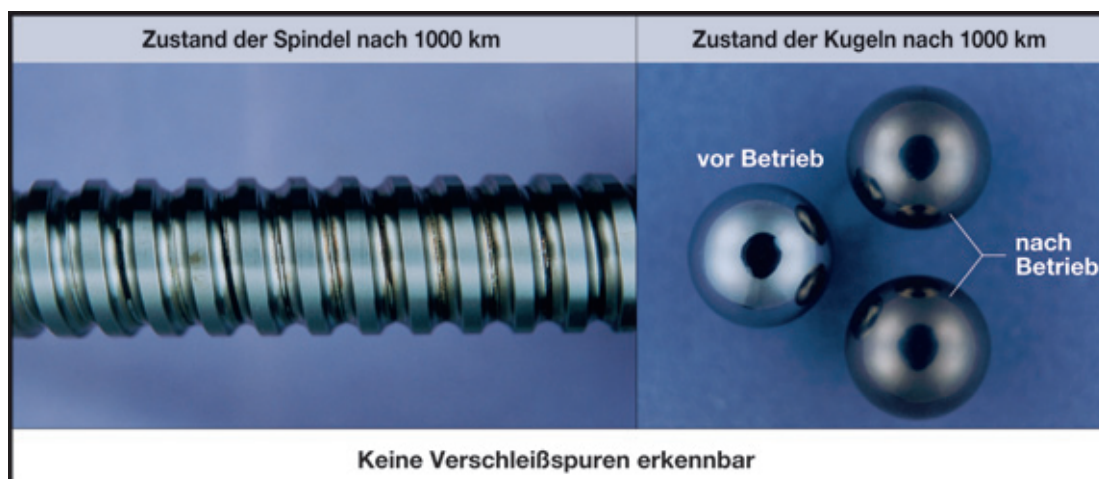 Zustand der Spindel nach 1000 km
Zustand der Kugeln nach 1000 km
vor Betrieb
nach
Betrieb
Keine Verschleißspuren erkennbar